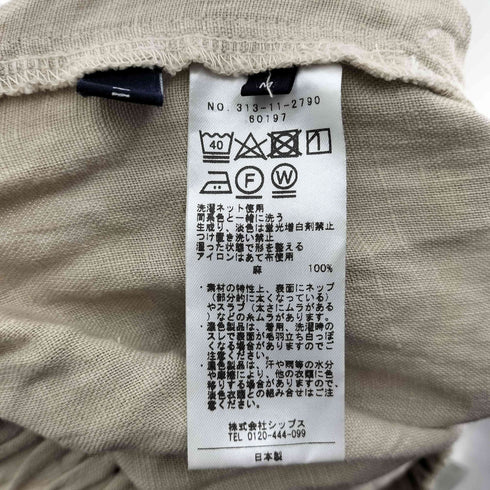 NO. 313-11-2790
60197
40
F W
洗濯ネット使用
同系色と一緒に洗う
生成り、淡色は蛍光増白剤禁止
つけ置き洗い禁止
湿った状態で形を整える
アイロンはあて布使用
麻 100%
・素材の特性上、表面にネップ
(部分的に太くなっている)
やスラブ(太さにムラがある
)などの糸ムラがあります。
・濃色製品は、着用、洗濯時の
スレで表面が毛羽立ち白っぽ
くなる場合がありますのでご
注意ください。
・濃色製品は、汗や雨等の水分
や摩擦により、他の衣類に色
移りする場合がありますので、
淡色衣類との組み合せはご注
意ください。
株式会社シップス
TEL 0120-444-099
日本製